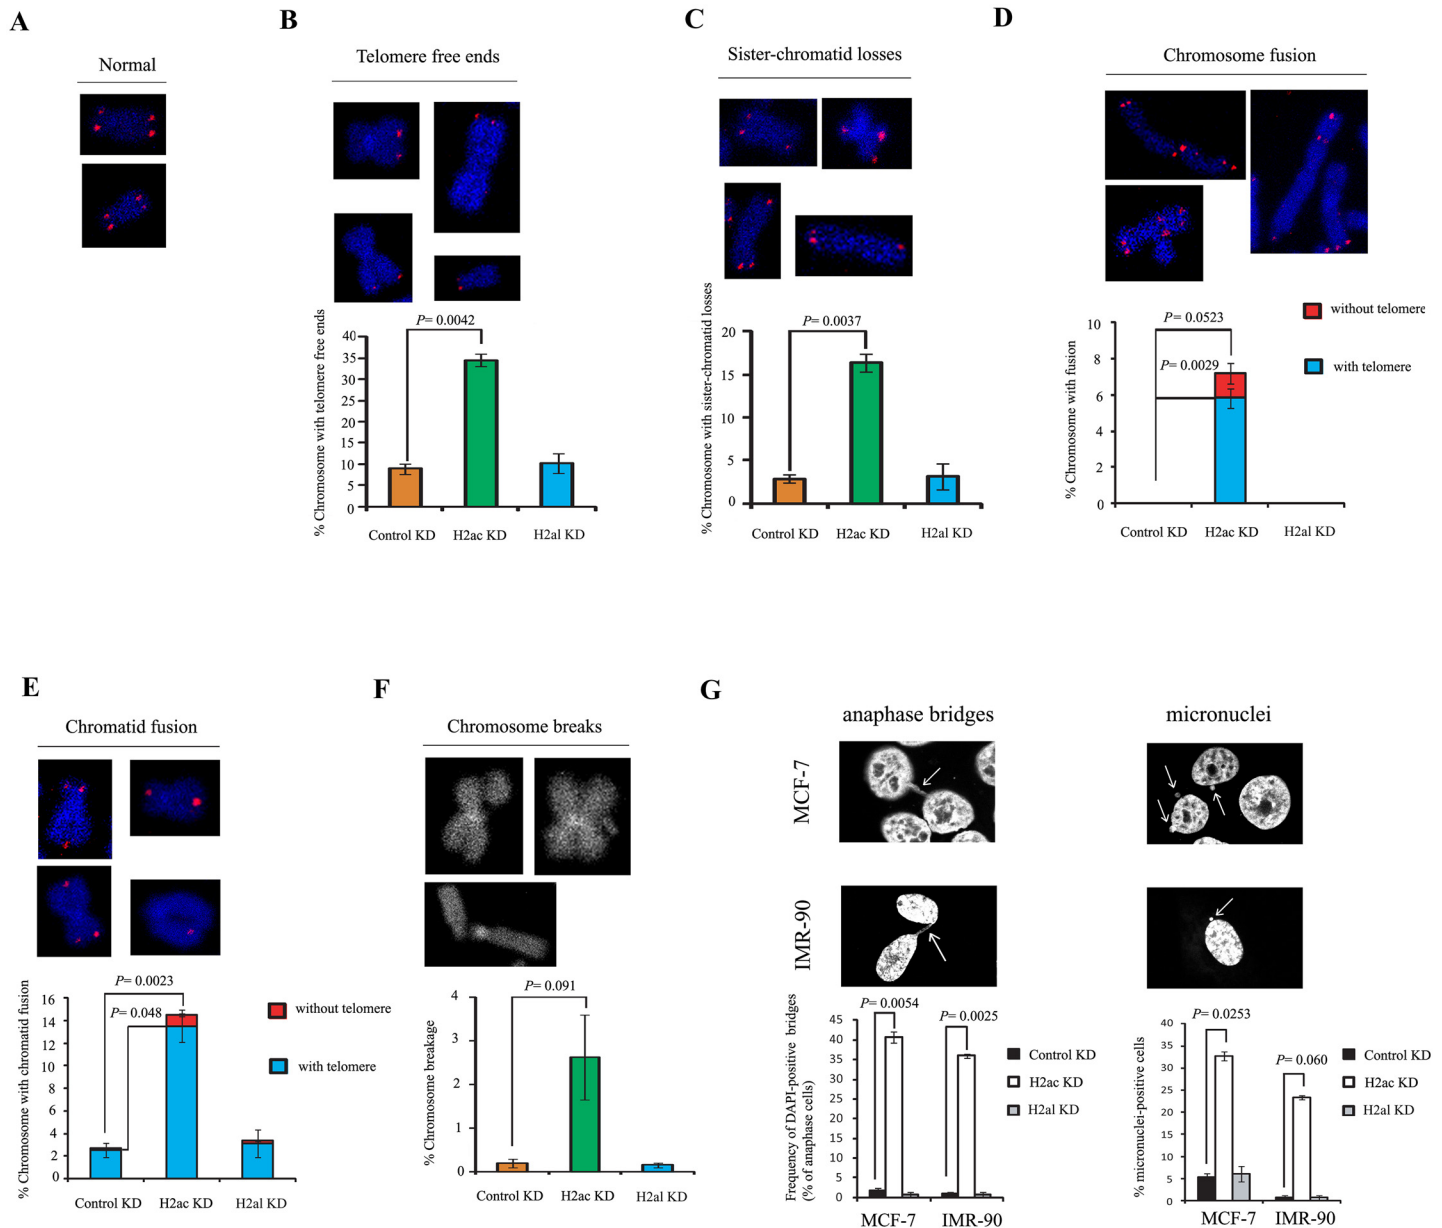 A
Normal
B
Telomere free ends
% Chromosome with telomere free ends
P= 0.0042
40
35
30
25
20
15
10
5
0
Control KD
H2ac KD
H2al KD
C
Sister-chromatid losses
% Chromosome with sister-chromatid losses
P= 0.0037
20
15
10
5
0
Control KD
H2ac KD
H2al KD
D
Chromosome fusion
without telomere
with telomere
% Chromosome with fusion
P= 0.0523
P= 0.0029
10
8
6
4
2
0
Control KD
H2ac KD
H2al KD
E
Chromatid fusion
% Chromosome with chromatid fusion
P= 0.0023
P= 0.048
16
14
12
10
8
6
4
2
0
without telomere
with telomere
Control KD
H2ac KD
H2al KD
F
Chromosome breaks
% Chromosome breakage
P= 0.091
4
3
2
1
0
Control KD
H2ac KD
H2al KD
G
anaphase bridges
micronuclei
MCF-7
IMR-90
Frequency of DAPI-positive bridges
(% of anaphase cells)
P= 0.0054
P= 0.0025
45
40
35
30
25
20
15
10
5
0
Control KD
H2ac KD
H2al KD
MCF-7
IMR-90
% micronuclei-positive cells
P= 0.0253
P= 0.060
40
35
30
25
20
15
10
5
0
Control KD
H2ac KD
H2al KD
MCF-7
IMR-90